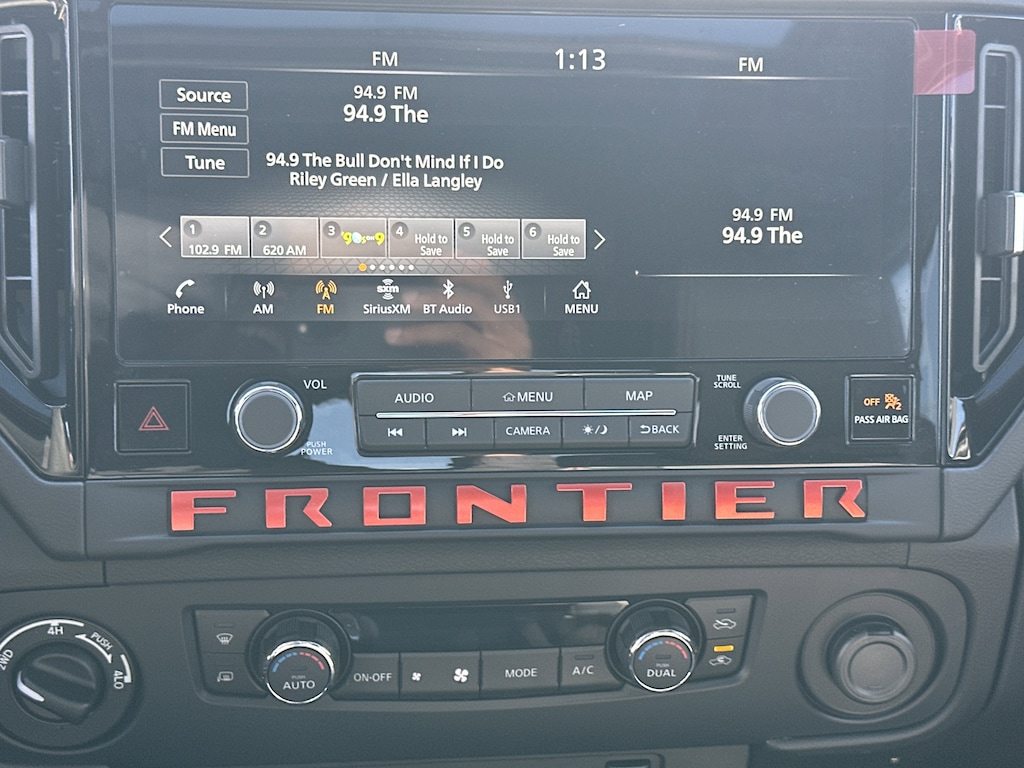 FM
1:13
FM
Source
FM Menu
Tune
94.9 FM
94.9 The
94.9 The Bull Don't Mind If I Do
Riley Green / Ella Langley
94.9 FM
94.9 The
1
102.9 FM
2
620 AM
3
4
Hold to
Save
5
Hold to
Save
6
Hold to
Save
Phone
AM
FM
sxm
SiriusXM
BT Audio
USB1
MENU
VOL
PUSH
POWER
AUDIO
MENU
MAP
CAMERA
BACK
TUNE
SCROLL
ENTER
SETTING
OFF
2
PASS AIR BAG
FRONTIER
2WD
4H
PUSH
4LO
PUSH
AUTO
ON-OFF
MODE
A/C
PUSH
DUAL